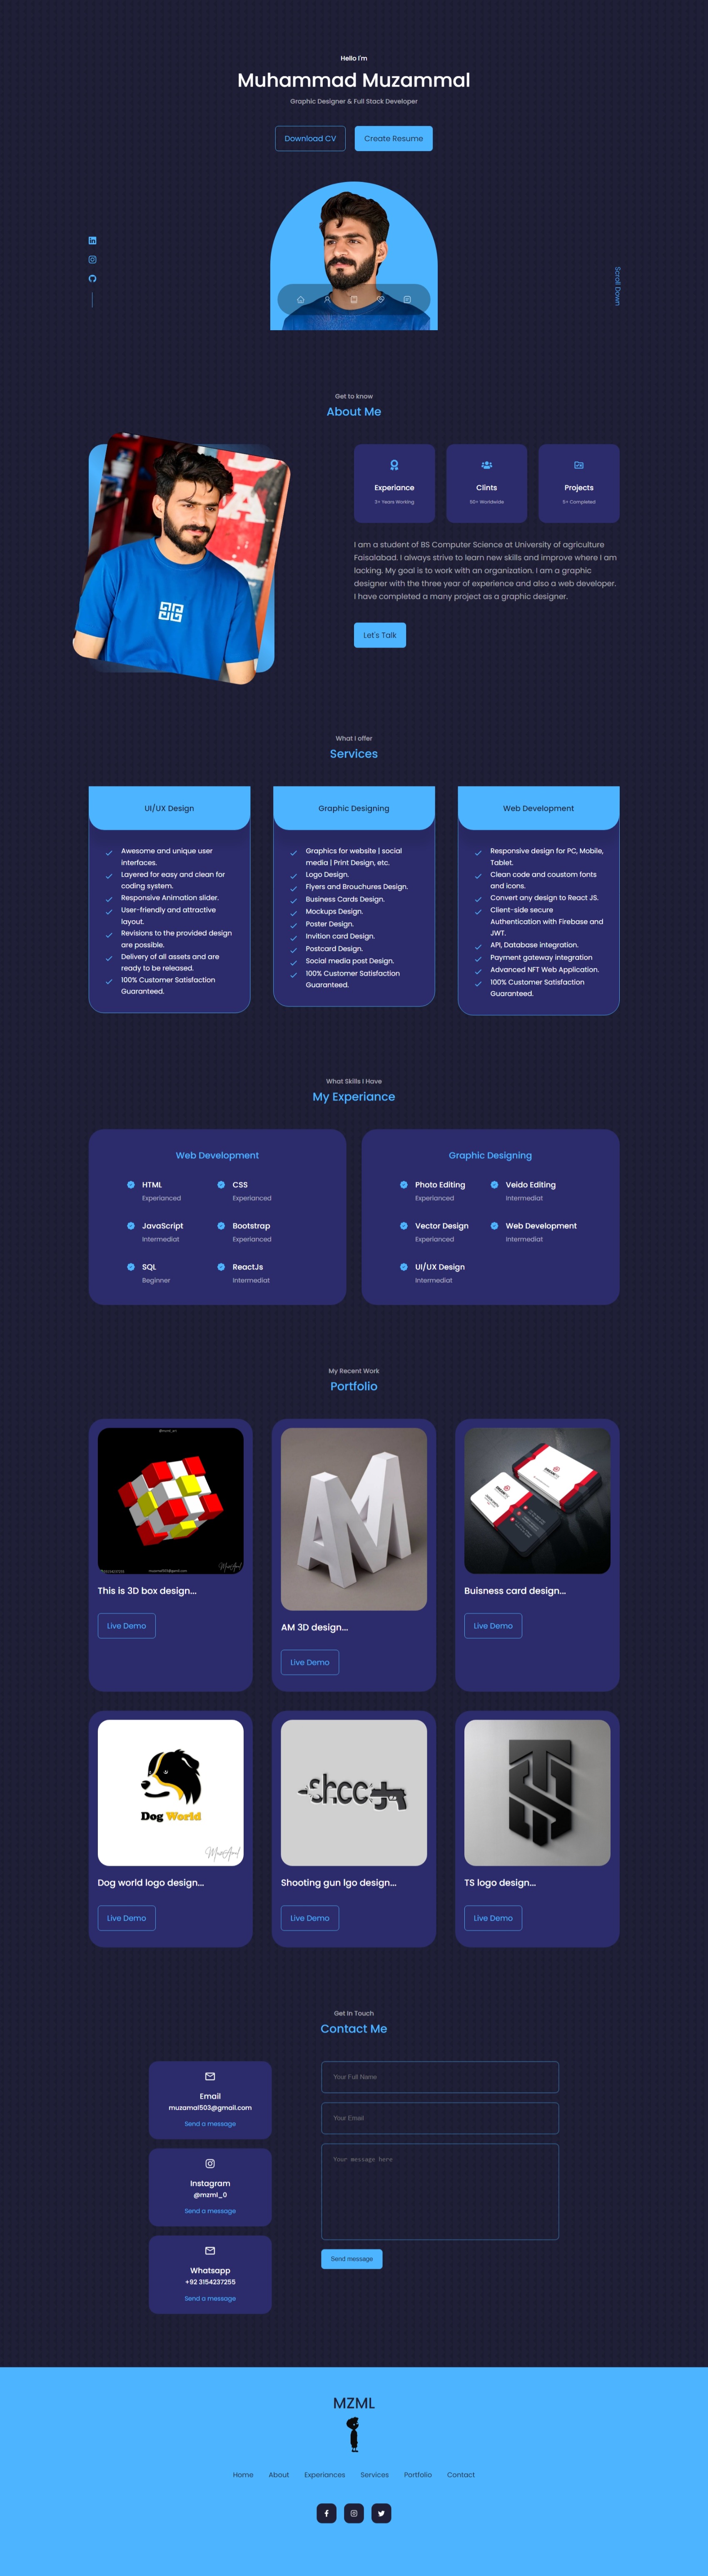 Hello I'm
Muhammad Muzammal
Graphic Designer & Full Stack Developer
Download CV
Create Resume
Scroll Down
Get to know
About Me
Experiance
3+ Years Working
Clints
50+ Worldwide
Projects
5+ Completed
I am a student of BS Computer Science at University of agriculture
Faisalabad. I always strive to learn new skills and improve where I am
lacking. My goal is to work with an organization. I am a graphic
designer with the three year of experience and also a web developer.
I have completed a many project as a graphic designer.
Let's Talk
What I offer
Services
UI/UX Design
Awesome and unique user
interfaces.
Layered for easy and clean for
coding system.
Responsive Animation slider.
User-friendly and attractive
layout.
Revisions to the provided design
are possible.
Delivery of all assets and are
ready to be released.
100% Customer Satisfaction
Guaranteed.
Graphic Designing
Graphics for website | social
media | Print Design, etc.
Logo Design.
Flyers and Brouchures Design.
Business Cards Design.
Mockups Design.
Poster Design.
Invition card Design.
Postcard Design.
Social media post Design.
100% Customer Satisfaction
Guaranteed.
Web Development
Responsive design for PC, Mobile,
Tablet.
Clean code and coustom fonts
and icons.
Convert any design to React JS.
Client-side secure
Authentication with Firebase and
JWT.
API, Database integration.
Payment gateway integration
Advanced NFT Web Application.
100% Customer Satisfaction
Guaranteed.
What Skills I Have
My Experiance
Web Development
HTML
Experianced
CSS
Experianced
JavaScript
Intermediat
Bootstrap
Experianced
SQL
Beginner
ReactJs
Intermediat
Graphic Designing
Photo Editing
Experianced
Veido Editing
Intermediat
Vector Design
Experianced
Web Development
Intermediat
UI/UX Design
Intermediat
My Recent Work
Portfolio
This is 3D box design...
Live Demo
AM
AM 3D design...
Live Demo
Buisness card design...
Live Demo
Dog World
Dog world logo design...
Live Demo
Shooting gun lgo design...
Live Demo
TS logo design...
Live Demo
Get In Touch
Contact Me
Email
muzamal503@gmail.com
Send a message
Instagram
@mzml_0
Send a message
Whatsapp
+92 3154237255
Send a message
Your Full Name
Your Email
Your message here
Send message
MZML
Home About Experiances Services Portfolio Contact